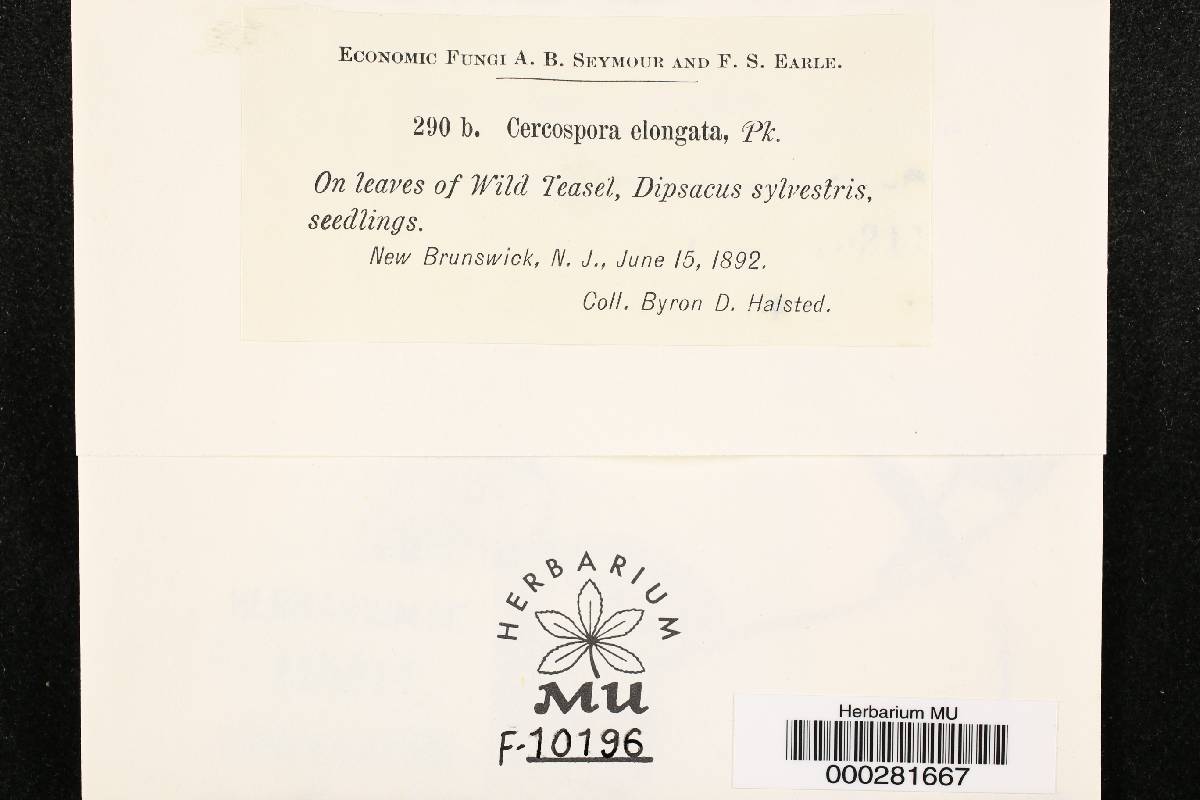 ECONOMIC FUNGI A. B. SEYMOUR AND F. S. EARLE.
290 b. Cercospora elongata, Pk.
On leaves of Wild Teasel, Dipsacus sylvestris,
seedlings.
New Brunswick, N. J., June 15, 1892.
Coll. Byron D. Halsted.
HERBARIUM
MU
F-10196
Herbarium MU
000281667